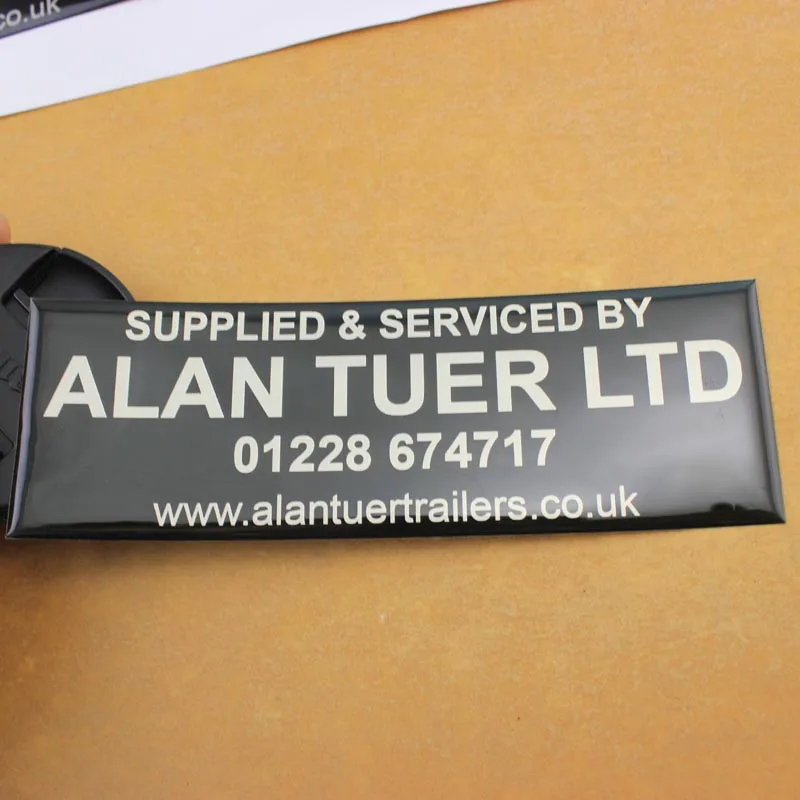 co.uk
SUPPLIED & SERVICED BY
ALAN TUER LTD
01228 674717
www.alantuertrailers.co.uk